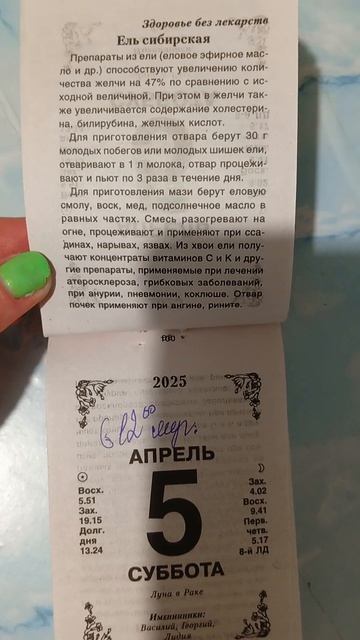 Здоровье без лекарств
Ель сибирская
Препараты из ели (еловое эфирное мас-
ло и др.) способствуют увеличению коли-
чества желчи на 47% по сравнению с ис-
ходной величиной. При этом в желчи так-
же увеличивается содержание холестери-
на, билирубина, желчных кислот.
Для приготовления отвара берут 30 г
молодых побегов или молодых шишек ели,
отваривают в 1 л молока, отвар процежи-
вают и пьют по 3 раза в течение дня.
Для приготовления мази берут еловую
смолу, воск, мед, подсолнечное масло в
равных частях. Смесь разогревают на
огне, процеживают и применяют при сса-
динах, нарывах, язвах. Из хвои ели полу-
чают концентраты витаминов С и К и дру-
гие препараты, применяемые при лечении
атеросклероза, грибковых заболеваний,
при анурии, пневмонии, коклюше. Отвар
почек применяют при ангине, рините.
2025
в 12 00
АПРЕЛЬ
5
СУББОТА
Восх.
5.51
Зах.
19.15
Долг.
дня
13.24
Зах.
4.02
Восх.
9.41
Перв.
четв.
5.17
8-й ЛД
Луна в Раке
Именинники:
Василий, Георгий,
Лидия